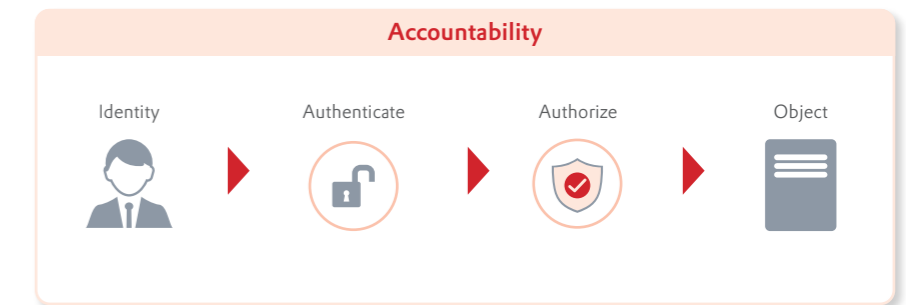 Accountability
Identity
Authenticate
Authorize
Object